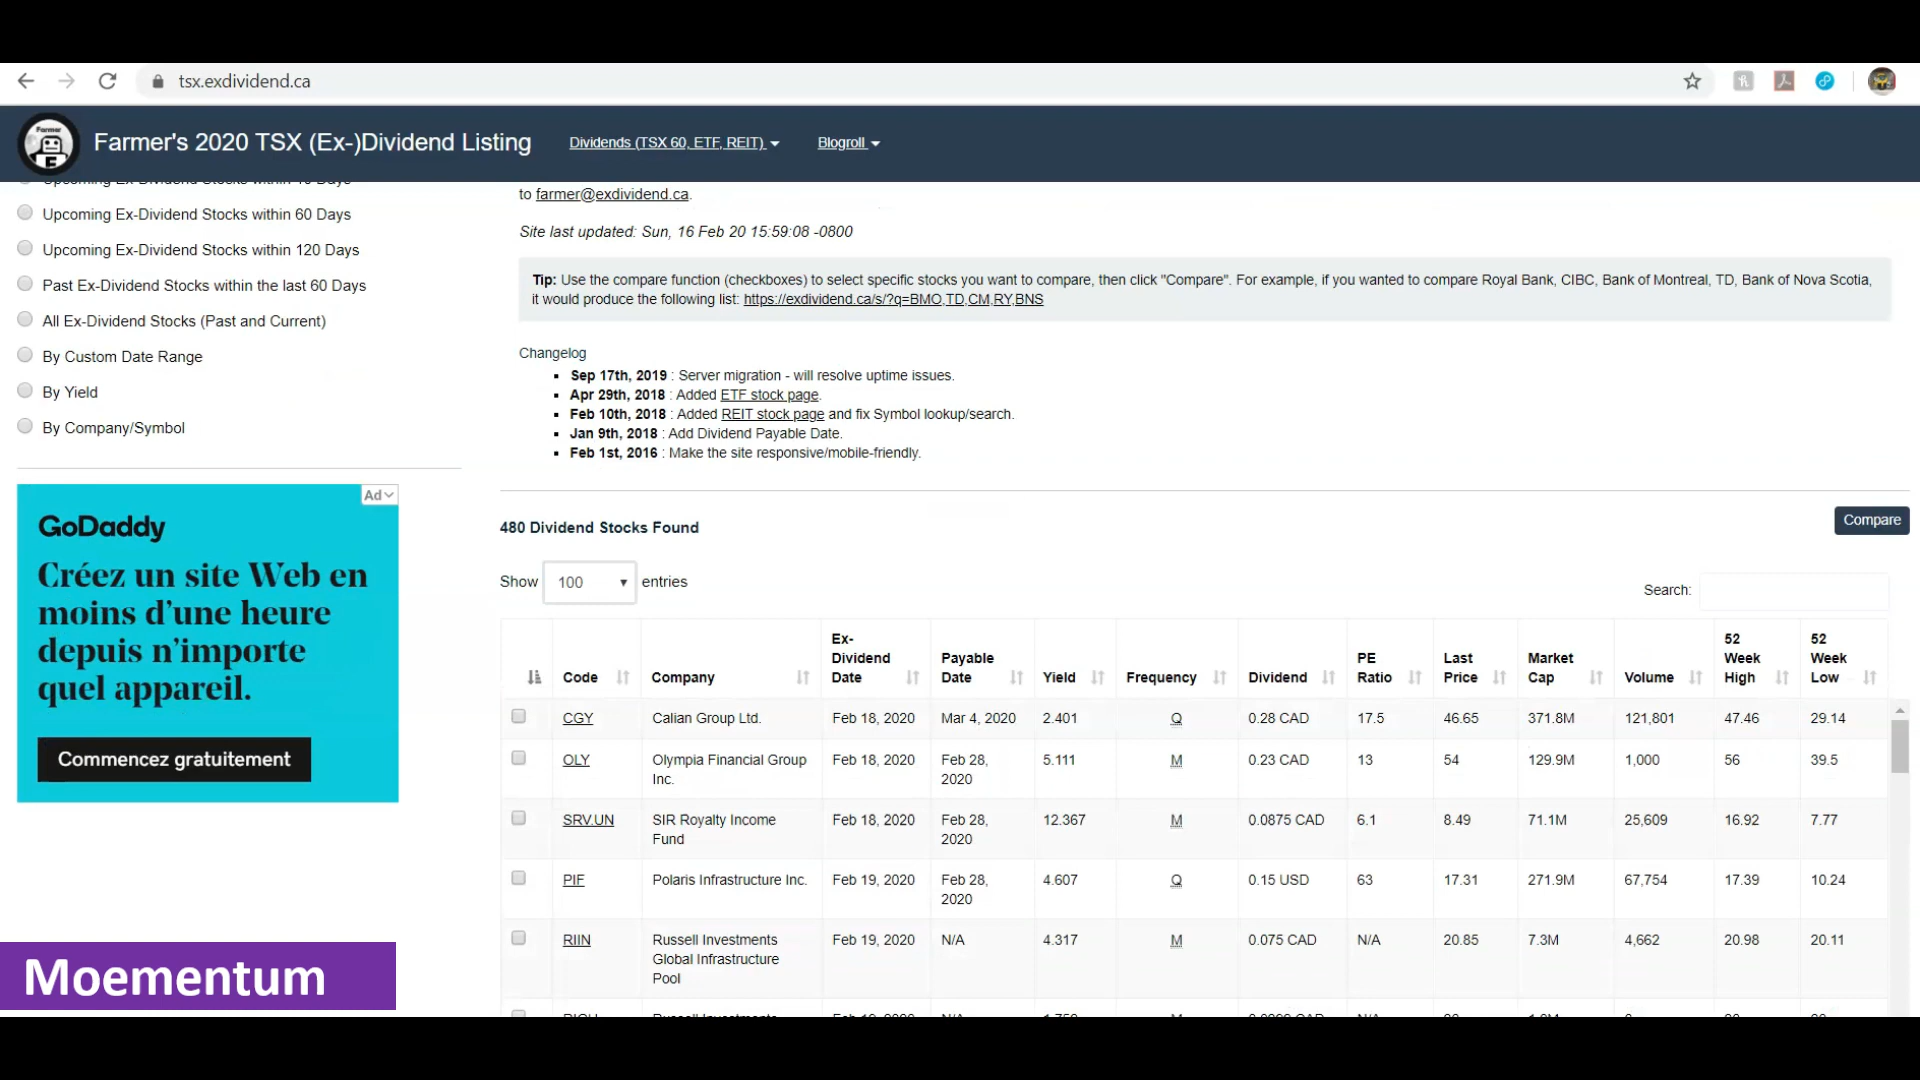 tsx.exdividend.ca
Farmer
Farmer's 2020 TSX (Ex-)Dividend Listing
Dividends (TSX 60, ETF, REIT)
Blogroll
Upcoming Ex-Dividend Stocks within 60 Days
Upcoming Ex-Dividend Stocks within 120 Days
Past Ex-Dividend Stocks within the last 60 Days
All Ex-Dividend Stocks (Past and Current)
By Custom Date Range
By Yield
By Company/Symbol
Ad
GoDaddy
Créez un site Web en
moins d'une heure
depuis n'importe
quel appareil.
Commencez gratuitement
Moementum
to farmer@exdividend.ca.
Site last updated: Sun, 16 Feb 20 15:59:08 -0800
Tip: Use the compare function (checkboxes) to select specific stocks you want to compare, then click "Compare". For example, if you wanted to compare Royal Bank, CIBC, Bank of Montreal, TD, Bank of Nova Scotia,
it would produce the following list: https://exdividend.ca/s/?q=BMO,TD,CM,RY,BNS
Changelog
Sep 17th, 2019 : Server migration - will resolve uptime issues.
Apr 29th, 2018 : Added ETF stock page.
Feb 10th, 2018 : Added REIT stock page and fix Symbol lookup/search.
Jan 9th, 2018 : Add Dividend Payable Date.
Feb 1st, 2016 : Make the site responsive/mobile-friendly.
480 Dividend Stocks Found
Compare
Show 100 entries
Search:
Code Company Ex-Dividend Date Payable Date Yield Frequency Dividend PE Ratio Last Price Market Cap Volume 52 Week High 52 Week Low
CGY Calian Group Ltd. Feb 18, 2020 Mar 4, 2020 2.401 Q 0.28 CAD 17.5 46.65 371.8M 121,801 47.46 29.14
OLY Olympia Financial Group Inc. Feb 18, 2020 Feb 28, 2020 5.111 M 0.23 CAD 13 54 129.9M 1,000 56 39.5
SRV.UN SIR Royalty Income Fund Feb 18, 2020 Feb 28, 2020 12.367 M 0.0875 CAD 6.1 8.49 71.1M 25,609 16.92 7.77
PIF Polaris Infrastructure Inc. Feb 19, 2020 Feb 28, 2020 4.607 Q 0.15 USD 63 17.31 271.9M 67,754 17.39 10.24
RIIN Russell Investments Global Infrastructure Pool Feb 19, 2020 N/A 4.317 M 0.075 CAD N/A 20.85 7.3M 4,662 20.98 20.11